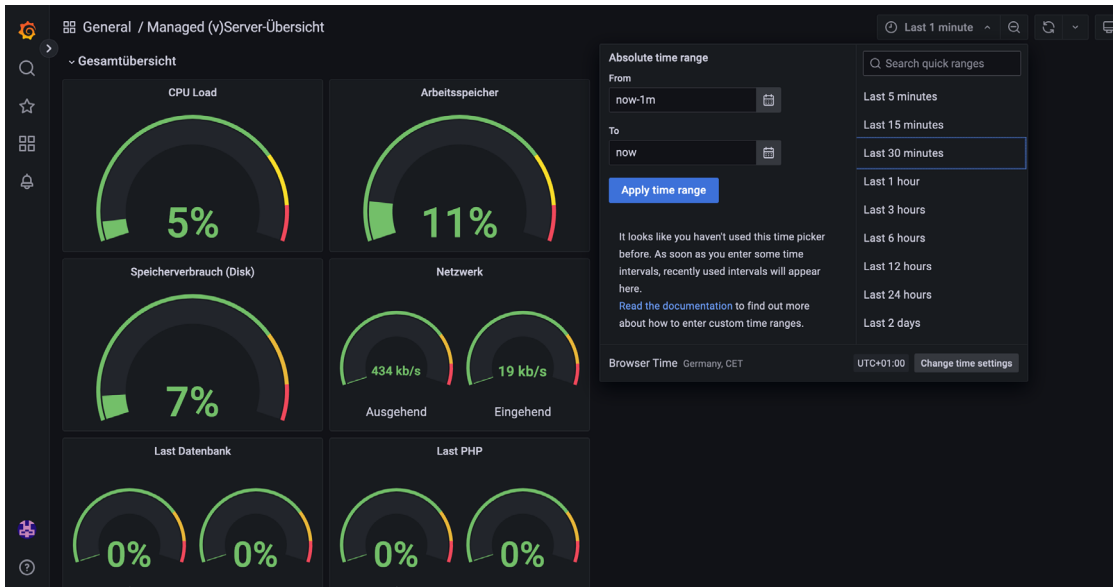 General / Managed (v)Server-Übersicht
Last 1 minute
Gesamtübersicht
CPU Load
5%
Arbeitsspeicher
11%
Speicherverbrauch (Disk)
7%
Netzwerk
434 kb/s
Ausgehend
19 kb/s
Eingehend
Last Datenbank
0%
0%
Last PHP
0%
0%
Absolute time range
From
now-1m
To
now
Apply time range
It looks like you haven't used this time picker
before. As soon as you enter some time
intervals, recently used intervals will appear
here.
Read the documentation to find out more
about how to enter custom time ranges.
Search quick ranges
Last 5 minutes
Last 15 minutes
Last 30 minutes
Last 1 hour
Last 3 hours
Last 6 hours
Last 12 hours
Last 24 hours
Last 2 days
Browser Time Germany, CET
UTC+01:00
Change time settings